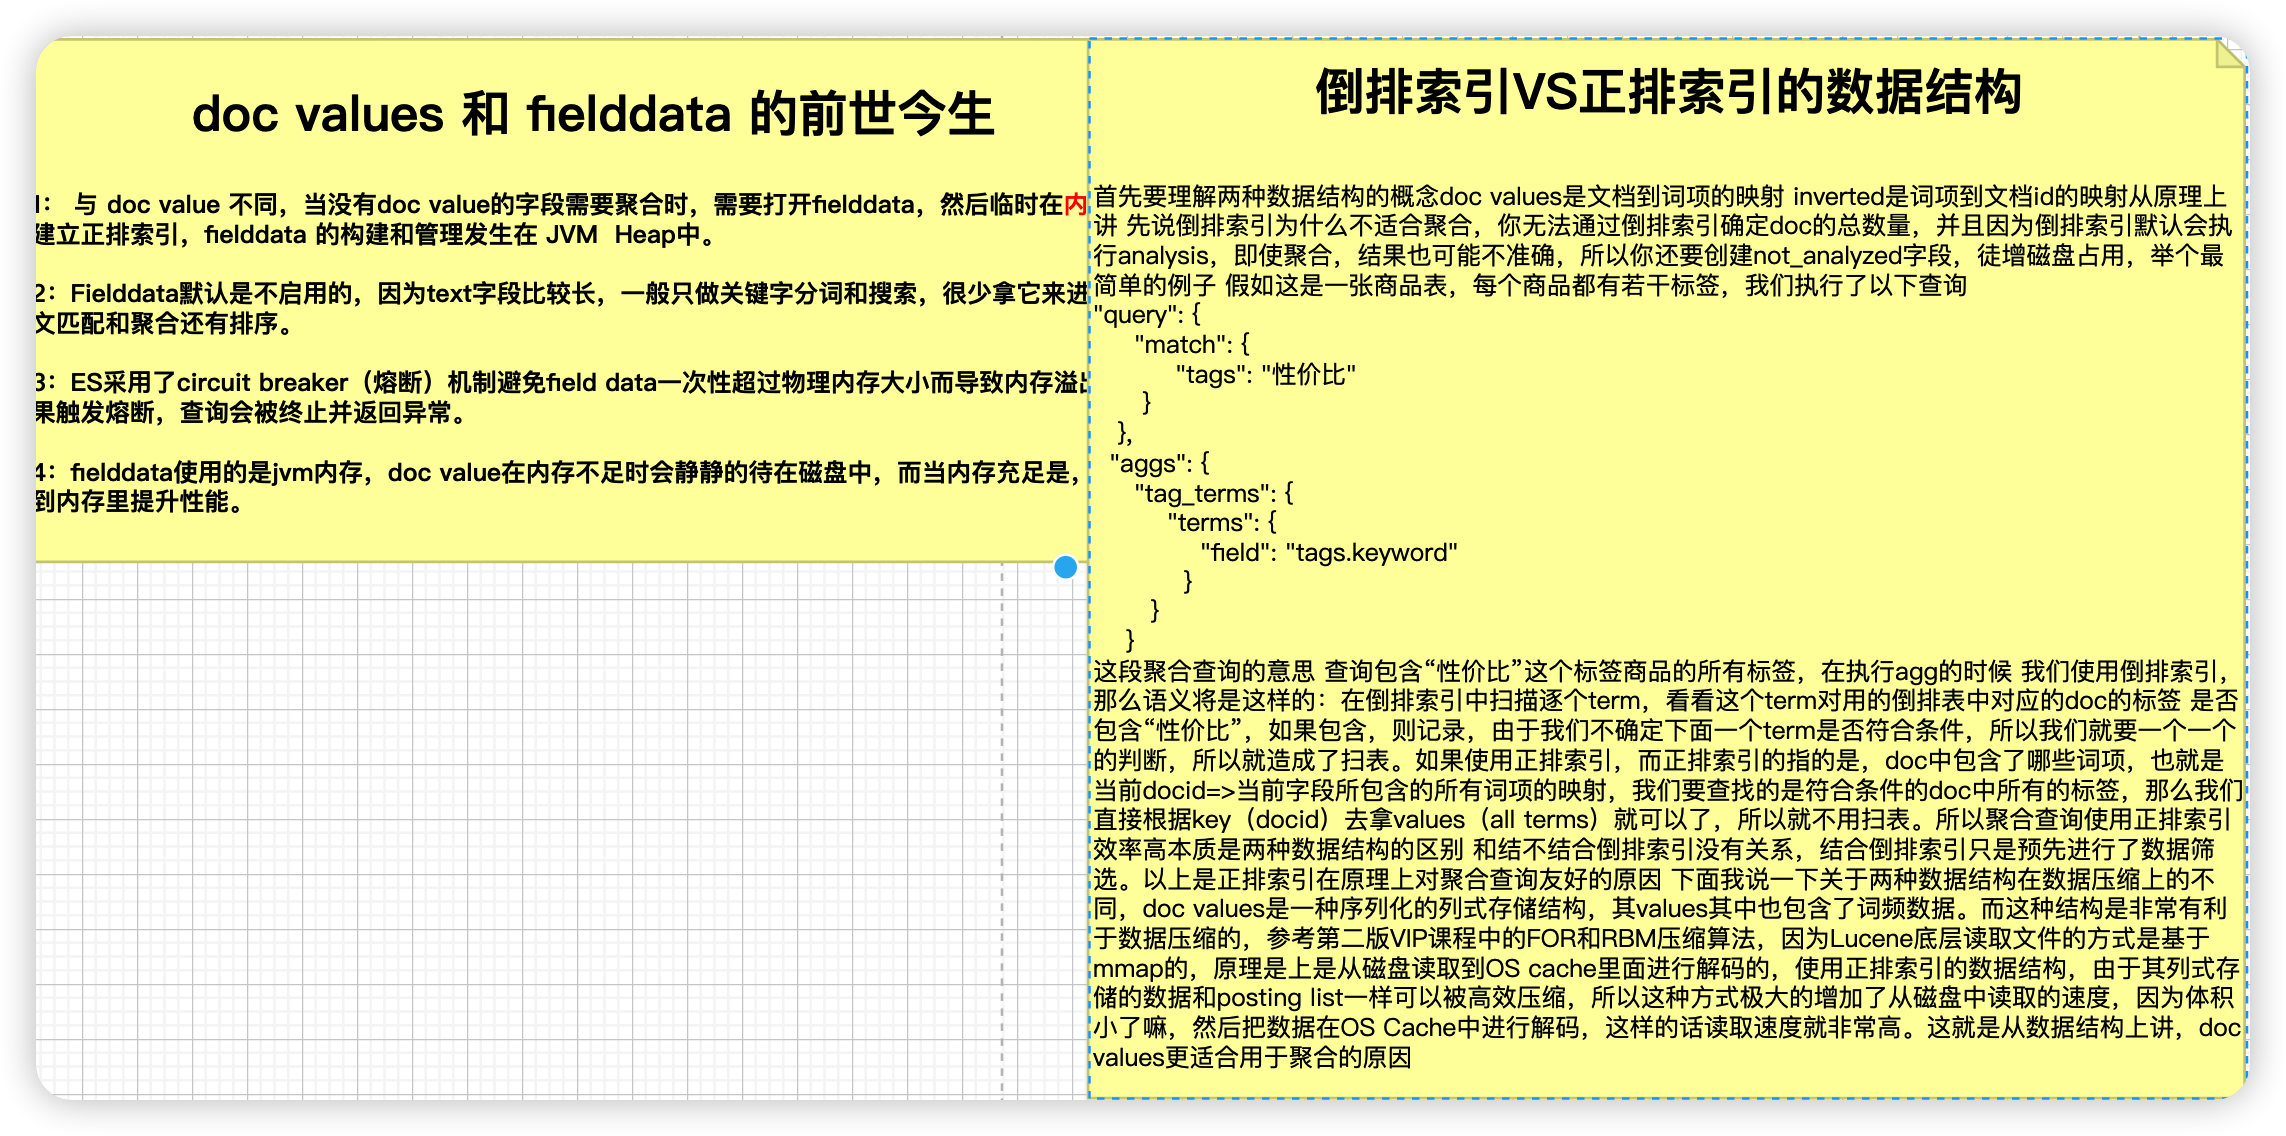 doc values 和 fielddata 的前世今生
1： 与 doc value 不同，当没有doc value的字段需要聚合时，需要打开fielddata，然后临时在内
建立正排索引，fielddata 的构建和管理发生在 JVM Heap中。
2：Fielddata默认是不启用的，因为text字段比较长，一般只做关键字分词和搜索，很少拿它来进
文匹配和聚合还有排序。
3：ES采用了circuit breaker（熔断）机制避免field data一次性超过物理内存大小而导致内存溢出
果触发熔断，查询会被终止并返回异常。
4：fielddata使用的是jvm内存，doc value在内存不足时会静静的待在磁盘中，而当内存充足是，
到内存里提升性能。
倒排索引VS正排索引的数据结构
首先要理解两种数据结构的概念doc values是文档到词项的映射 inverted是词项到文档id的映射从原理上
讲 先说倒排索引为什么不适合聚合，你无法通过倒排索引确定doc的总数量，并且因为倒排索引默认会执
行analysis，即使聚合，结果也可能不准确，所以你还要创建not_analyzed字段，徒增磁盘占用，举个最
简单的例子 假如这是一张商品表，每个商品都有若干标签，我们执行了以下查询
"query": {
"match": {
"tags": "性价比"
}
},
"aggs": {
"tag_terms": {
"terms": {
"field": "tags.keyword"
}
}
}
这段聚合查询的意思 查询包含“性价比”这个标签商品的所有标签，在执行agg的时候 我们使用倒排索引，
那么语义将是这样的：在倒排索引中扫描逐个term，看看这个term对用的倒排表中对应的doc的标签 是否
包含“性价比”，如果包含，则记录，由于我们不确定下面一个term是否符合条件，所以我们就要一个一个
的判断，所以就造成了扫表。如果使用正排索引，而正排索引的指的是，doc中包含了哪些词项，也就是
当前docid=>当前字段所包含的所有词项的映射，我们要查找的是符合条件的doc中所有的标签，那么我们
直接根据key（docid）去拿values（all terms）就可以了，所以就不用扫表。所以聚合查询使用正排索引
效率高本质是两种数据结构的区别 和结不结合倒排索引没有关系，结合倒排索引只是预先进行了数据筛
选。以上是正排索引在原理上对聚合查询友好的原因 下面我说一下关于两种数据结构在数据压缩上的不
同，doc values是一种序列化的列式存储结构，其values其中也包含了词频数据。而这种结构是非常有利
于数据压缩的，参考第二版VIP课程中的FOR和RBM压缩算法，因为Lucene底层读取文件的方式是基于
mmap的，原理是上是从磁盘读取到OS cache里面进行解码的，使用正排索引的数据结构，由于其列式存
储的数据和posting list一样可以被高效压缩，所以这种方式极大的增加了从磁盘中读取的速度，因为体积
小了嘛，然后把数据在OS Cache中进行解码，这样的话读取速度就非常高。这就是从数据结构上讲，doc
values更适合用于聚合的原因